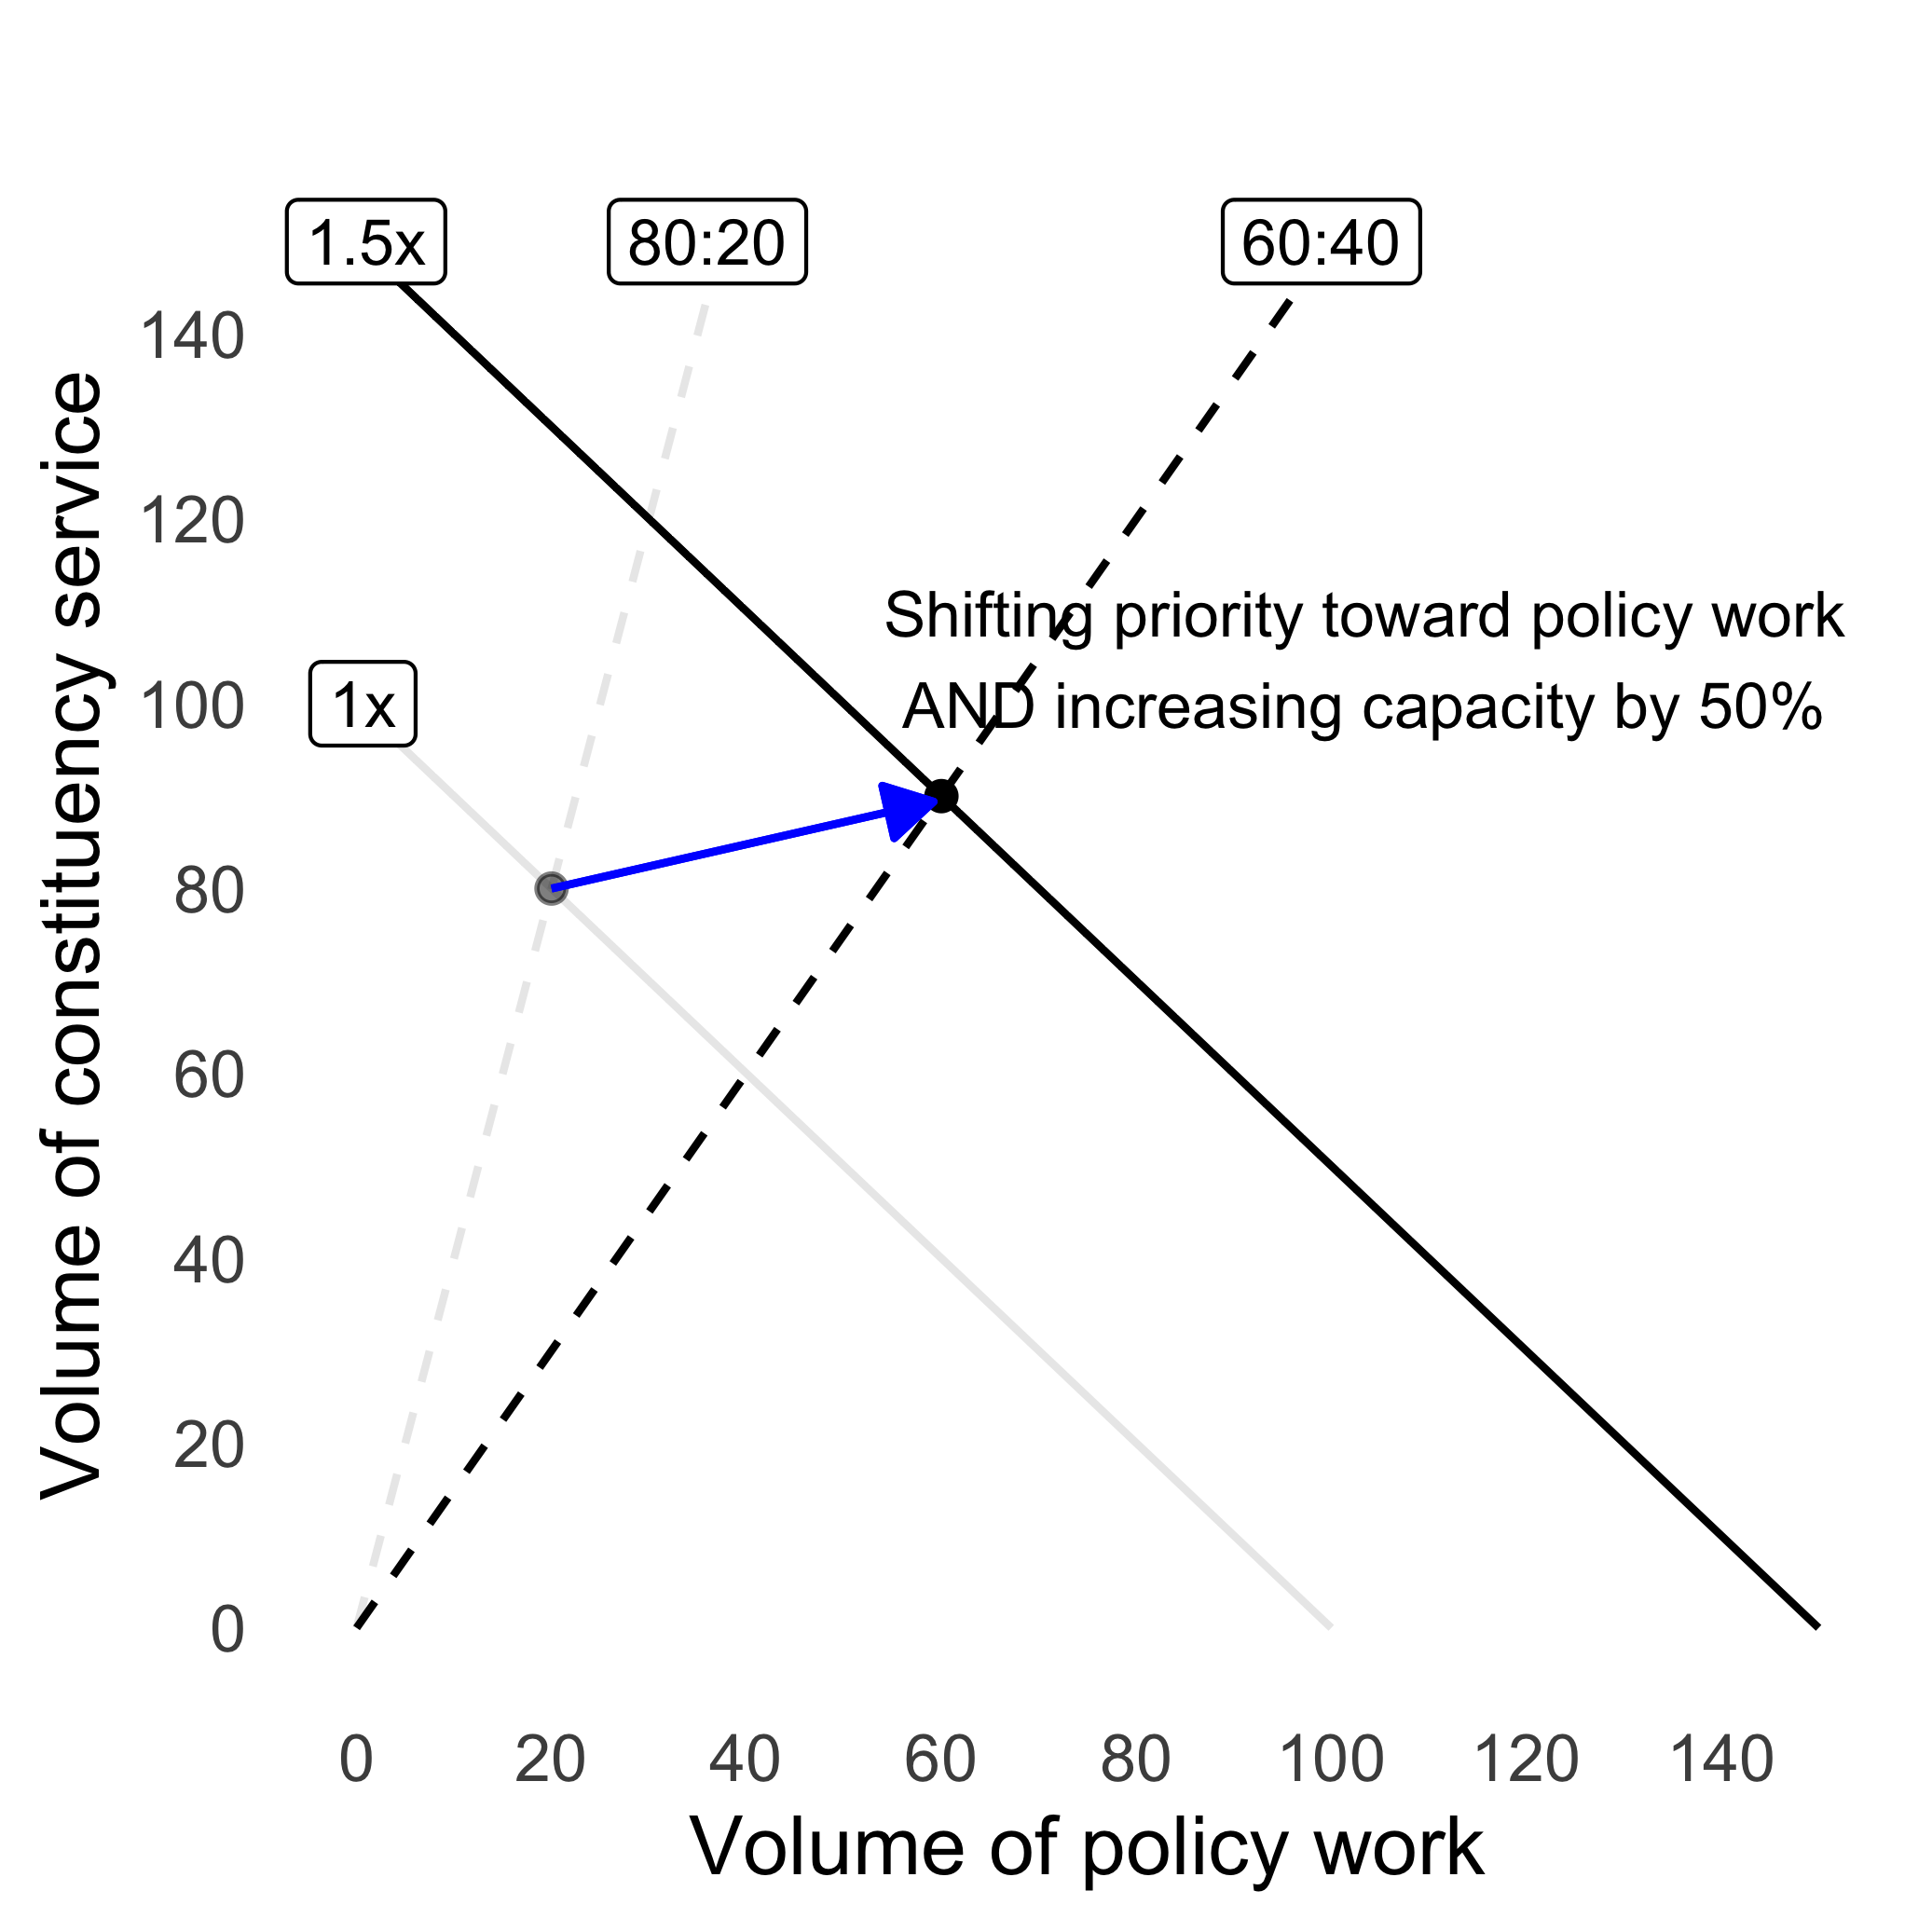 1.5x
80:20
60:40
140
120
Shifting priority toward policy work
AND increasing capacity by 50%
100
1x
80
60
40
20
0
Volume of constituency service
0 20 40 60 80 100 120 140
Volume of policy work